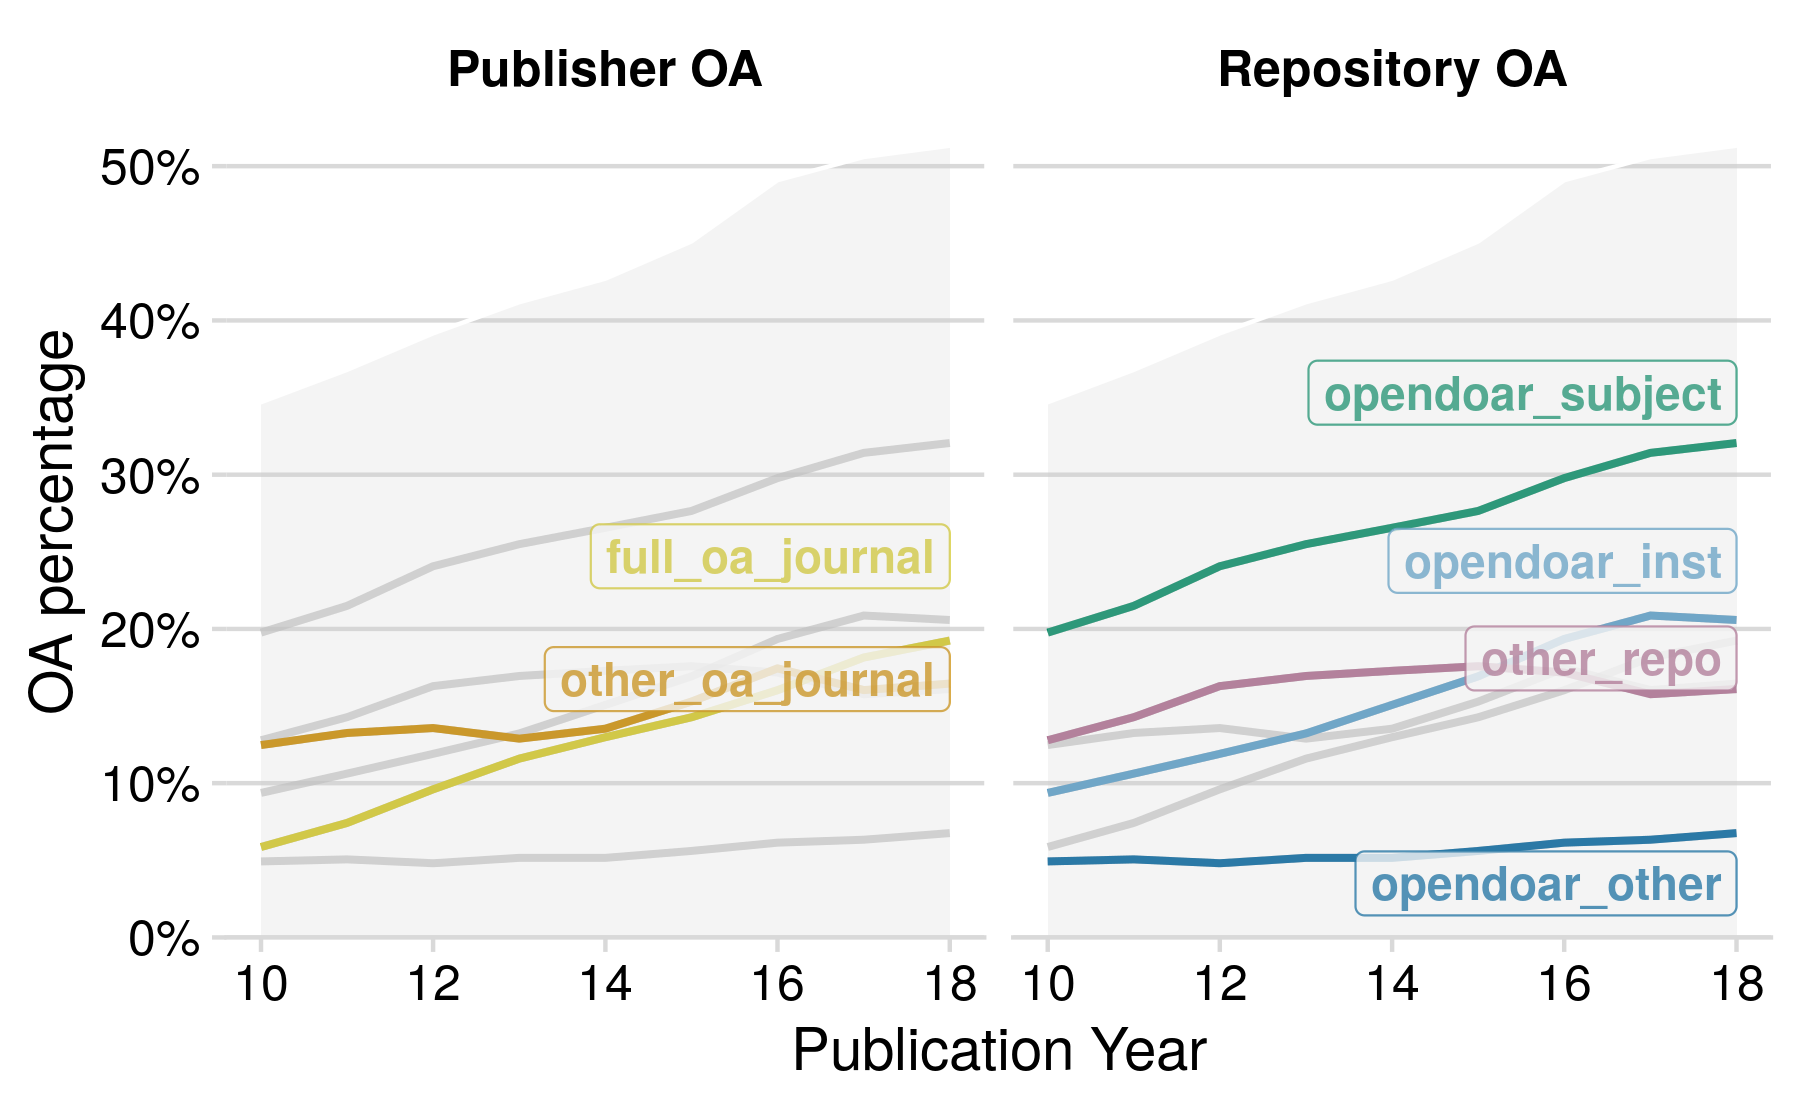 Publisher OA
Repository OA
OA percentage
50%
40%
30%
20%
10%
0%
full_oa_journal
other_oa_journal
opendoar_subject
opendoar_inst
other_repo
opendoar_other
10 12 14 16 18
10 12 14 16 18
Publication Year